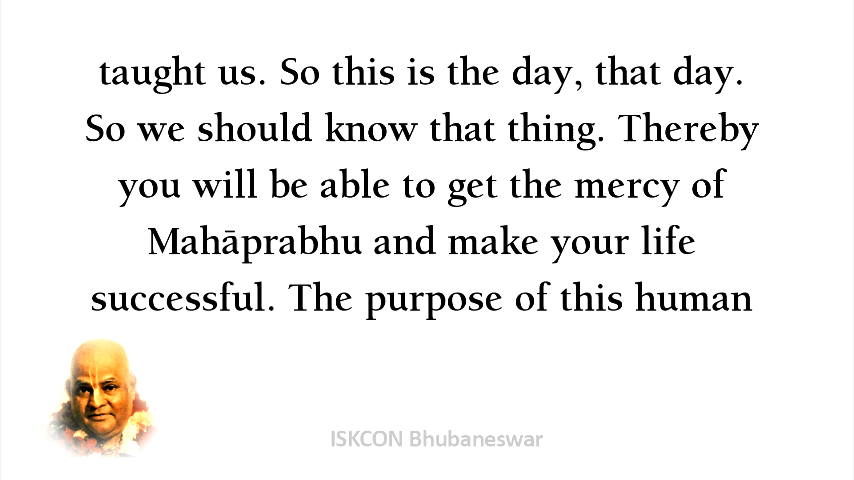 taught us. So this is the day, that day.
So we should know that thing. Thereby
you will be able to get the mercy of
Mahāprabhu and make your life
successful. The purpose of this human
ISKCON Bhubaneswar